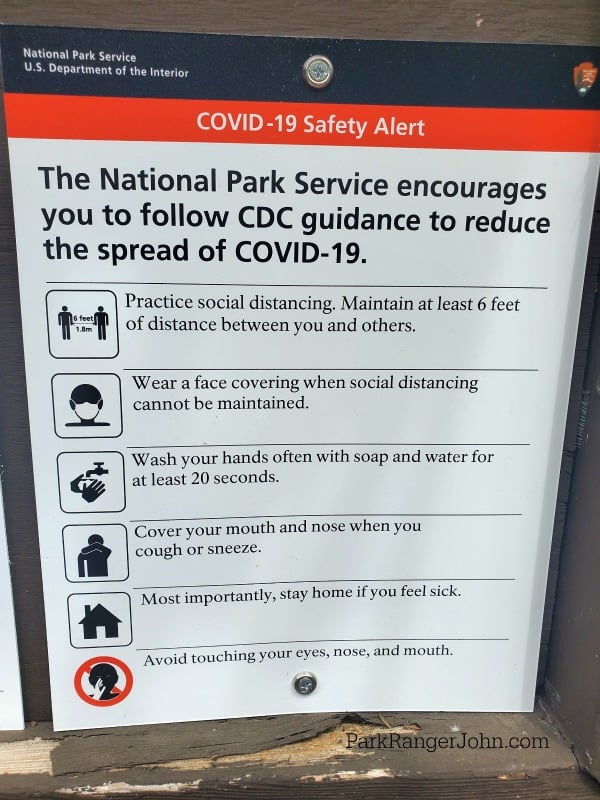 National Park Service
U.S. Department of the Interior
COVID-19 Safety Alert
The National Park Service encourages
you to follow CDC guidance to reduce
the spread of COVID-19.
6 feet
1.8m
Practice social distancing. Maintain at least 6 feet
of distance between you and others.
Wear a face covering when social distancing
cannot be maintained.
Wash your hands often with soap and water for
at least 20 seconds.
Cover your mouth and nose when you
cough or sneeze.
Most importantly, stay home if you feel sick.
Avoid touching your eyes, nose, and mouth.
ParkRangerJohn.com